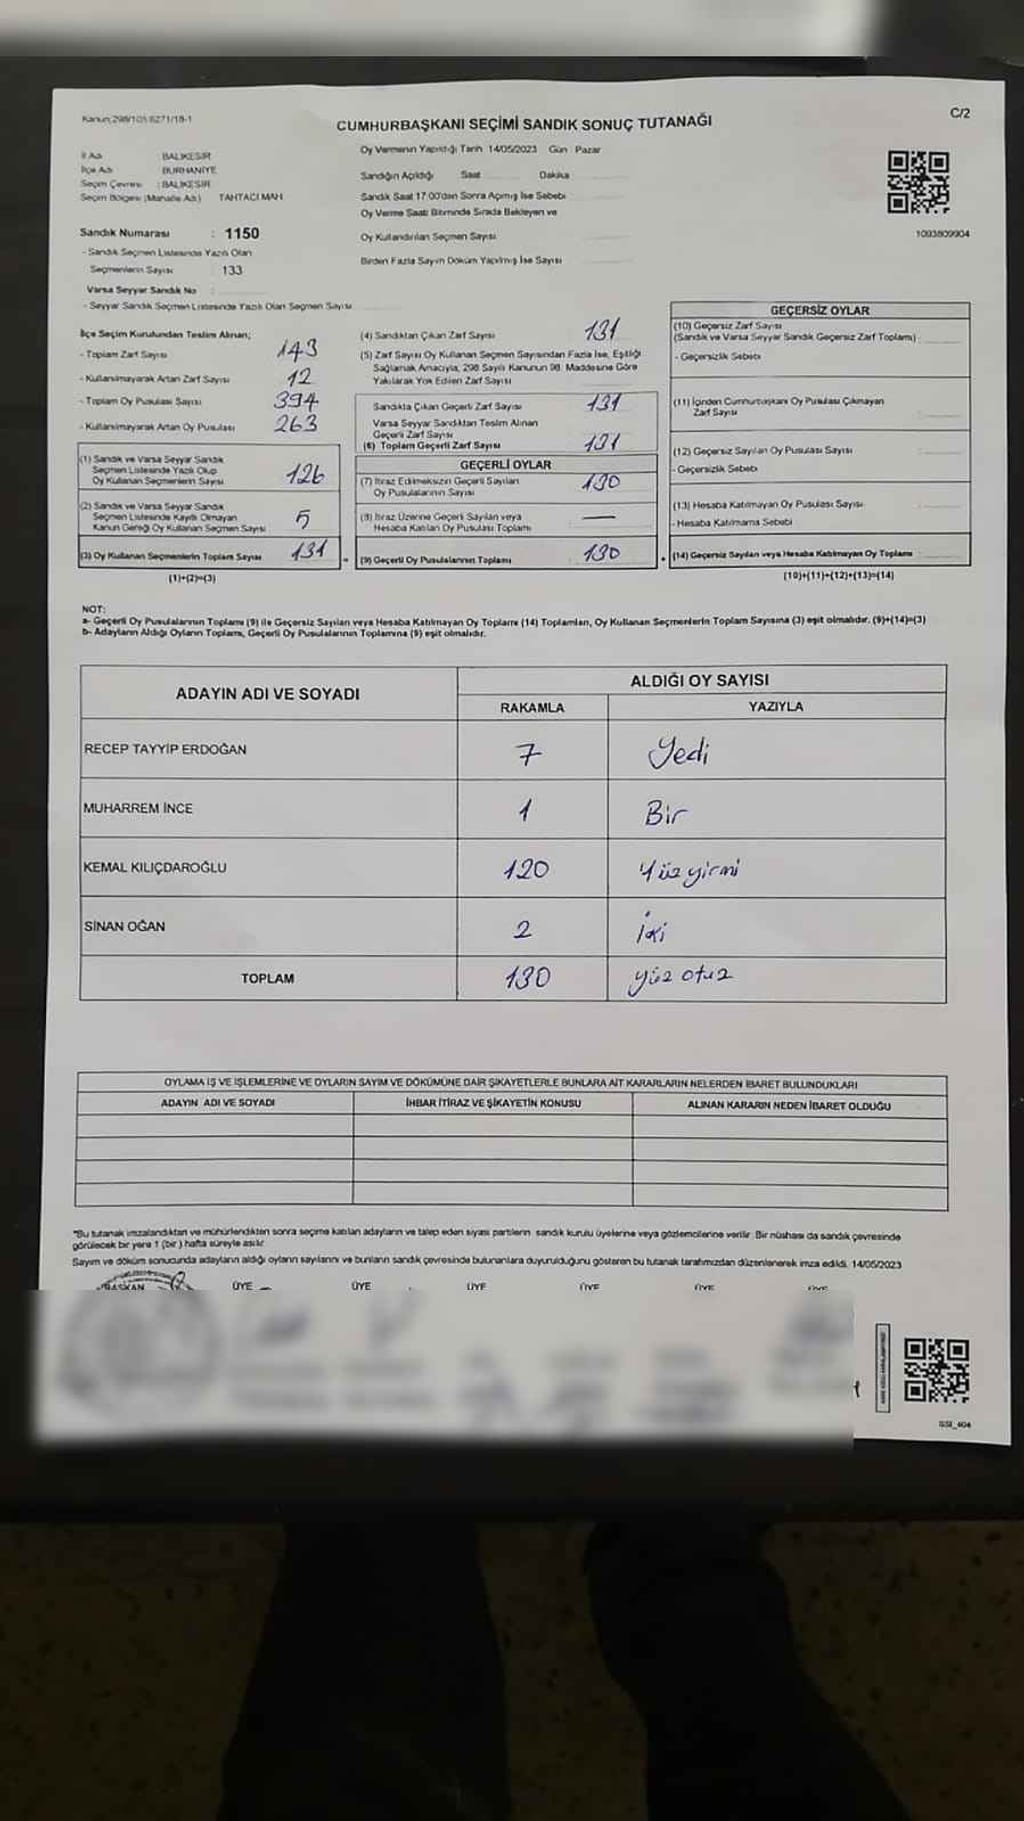 Kanun:298/101 6271/18-1
CUMHURBAŞKANI SEÇİMİ SANDIK SONUÇ TUTANAĞI
C/2
Oy Vermenin Yapıldığı Tarih 14/05/2023 Gün Pazar
İl Adı BALIKESİR
İlçe Adı BURHANİYE
Seçim Çevresi : BALIKESİR
Seçim Bölgesi (Mahalle Adı) TAHTACI MAH
Sandığın Açıldığı Saat Dakika
Sandık Saat 17:00'dan Sonra Açılmış İse Sebebi
Oy Verme Saati Bitiminde Sırada Bekleyen ve
Oy Kullandırılan Seçmen Sayısı
Birden Fazla Sayım Döküm Yapılmış İse Sayısı
1093809904
Sandık Numarası : 1150
- Sandık Seçmen Listesinde Yazılı Olan
Seçmenlerin Sayısı : 133
Varsa Seyyar Sandık No :
- Seyyar Sandık Seçmen Listesinde Yazılı Olan Seçmen Sayısı
İlçe Seçim Kurulundan Teslim Alınan;
- Toplam Zarf Sayısı 143
- Kullanılmayarak Artan Zarf Sayısı 12
- Toplam Oy Pusulası Sayısı 394
- Kullanılmayarak Artan Oy Pusulası 263
(1) Sandık ve Varsa Seyyar Sandık
Seçmen Listesinde Yazılı Olup
Oy Kullanan Seçmenlerin Sayısı 126
(2) Sandık ve Varsa Seyyar Sandık
Seçmen Listesinde Kayıtlı Olmayan
Kanun Gereği Oy Kullanan Seçmen Sayısı 5
(3) Oy Kullanan Seçmenlerin Toplam Sayısı 131
(1)+(2)=(3)
(4) Sandıktan Çıkan Zarf Sayısı 131
(5) Zarf Sayısı Oy Kullanan Seçmen Sayısından Fazla İse, Eşitliği
Sağlamak Amacıyla, 298 Sayılı Kanunun 98. Maddesine Göre
Yakılarak Yok Edilen Zarf Sayısı
Sandıkta Çıkan Geçerli Zarf Sayısı 131
Varsa Seyyar Sandıktan Teslim Alınan
Geçerli Zarf Sayısı
(6) Toplam Geçerli Zarf Sayısı 131
GEÇERLİ OYLAR
(7) İtiraz Edilmeksizin Geçerli Sayılan
Oy Pusulalarının Sayısı 130
(8) İtiraz Üzerine Geçerli Sayılan veya
Hesaba Katılan Oy Pusulası Toplamı —
(9) Geçerli Oy Pusulalarının Toplamı 130
GEÇERSİZ OYLAR
(10) Geçersiz Zarf Sayısı
(Sandık ve Varsa Seyyar Sandık Geçersiz Zarf Toplamı) :
- Geçersizlik Sebebi
(11) İçinden Cumhurbaşkanı Oy Pusulası Çıkmayan
Zarf Sayısı
(12) Geçersiz Sayılan Oy Pusulası Sayısı
- Geçersizlik Sebebi
(13) Hesaba Katılmayan Oy Pusulası Sayısı
- Hesaba Katılmama Sebebi
(14) Geçersiz Sayılan veya Hesaba Katılmayan Oy Toplamı
(10)+(11)+(12)+(13)=(14)
NOT:
a- Geçerli Oy Pusulalarının Toplamı (9) ile Geçersiz Sayılan veya Hesaba Katılmayan Oy Toplamı (14) Toplamları, Oy Kullanan Seçmenlerin Toplam Sayısına (3) eşit olmalıdır. (9)+(14)=(3)
b- Adayların Aldığı Oyların Toplamı, Geçerli Oy Pusulalarının Toplamına (9) eşit olmalıdır.
ADAYIN ADI VE SOYADI
ALDIĞI OY SAYISI
RAKAMLA YAZIYLA
RECEP TAYYİP ERDOĞAN 7 Yedi
MUHARREM İNCE 1 Bir
KEMAL KILIÇDAROĞLU 120 Yüzyirmi
SİNAN OĞAN 2 İki
TOPLAM 130 yüz otuz
OYLAMA İŞ VE İŞLEMLERİNE VE OYLARIN SAYIM VE DÖKÜMÜNE DAİR ŞİKAYETLERLE BUNLARA AİT KARARLARIN NELERDEN İBARET BULUNDUKLARI
ADAYIN ADI VE SOYADI İHBAR İTİRAZ VE ŞİKAYETİN KONUSU ALINAN KARARIN NEDEN İBARET OLDUĞU
*Bu tutanak imzalandıktan ve mühürlendikten sonra seçime katılan adayların ve talep eden siyasi partilerin sandık kurulu üyelerine veya gözlemcilerine verilir. Bir nüshası da sandık çevresinde
görülecek bir yere 1 (bir) hafta süreyle asılır.
Sayım ve döküm sonucunda adayların aldığı oyların sayılarını ve bunların sandık çevresinde bulunanlara duyurulduğunu gösteren bu tutanak tarafımızdan düzenlenerek imza edildi. 14/05/2023
BAŞKAN ÜYE ÜYE ÜYE ÜYE ÜYE ÜYE